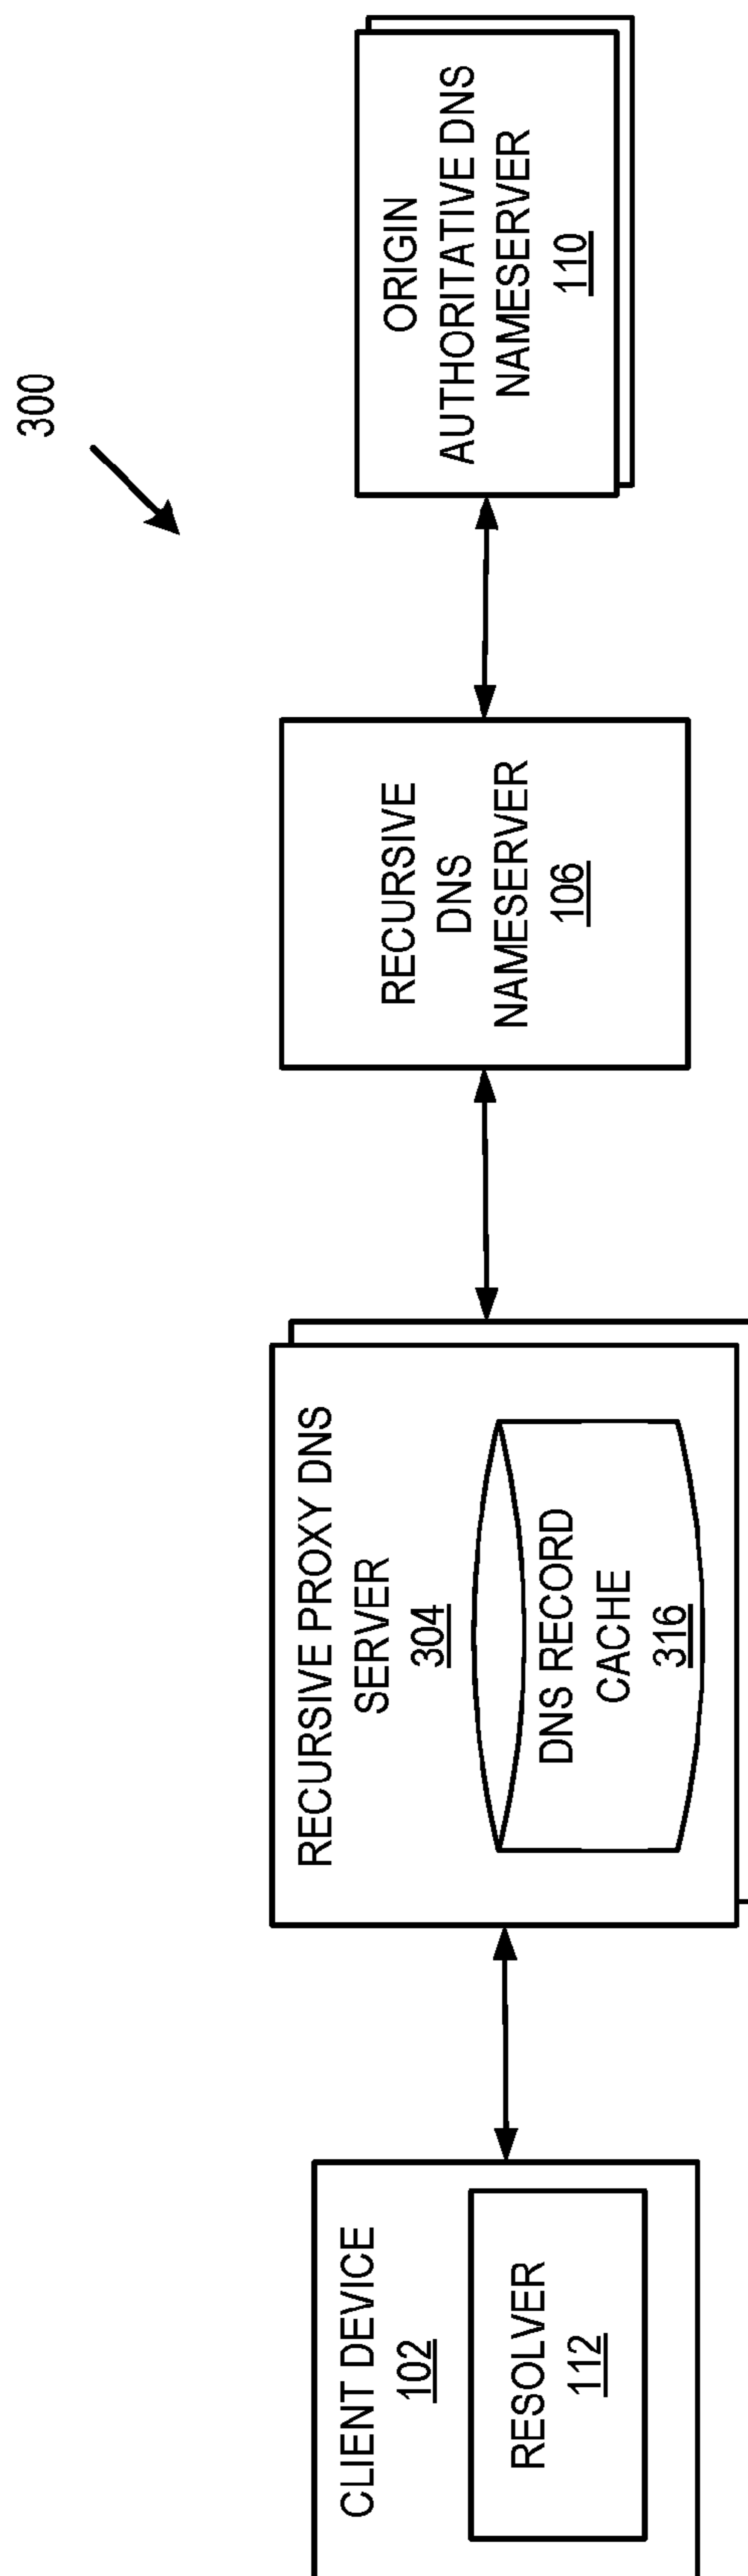 300
CLIENT DEVICE
102
RESOLVER
112
RECURSIVE PROXY DNS
SERVER
304
DNS RECORD
CACHE
316
RECURSIVE
DNS
NAMESERVER
106
ORIGIN
AUTHORITATIVE DNS
NAMESERVER
110